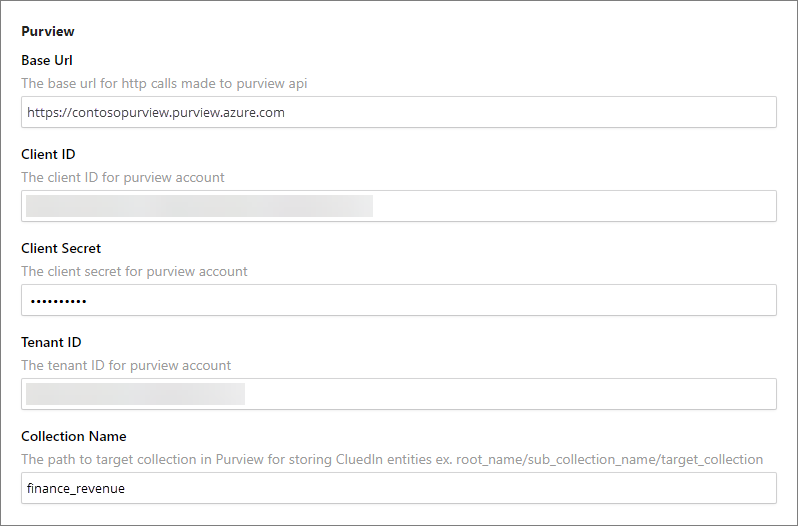 Purview
Base Url
The base url for http calls made to purview api
https://contosopurview.purview.azure.com
Client ID
The client ID for purview account
Client Secret
The client secret for purview account
••••••••••
Tenant ID
The tenant ID for purview account
Collection Name
The path to target collection in Purview for storing CluedIn entities ex. root_name/sub_collection_name/target_collection
finance_revenue